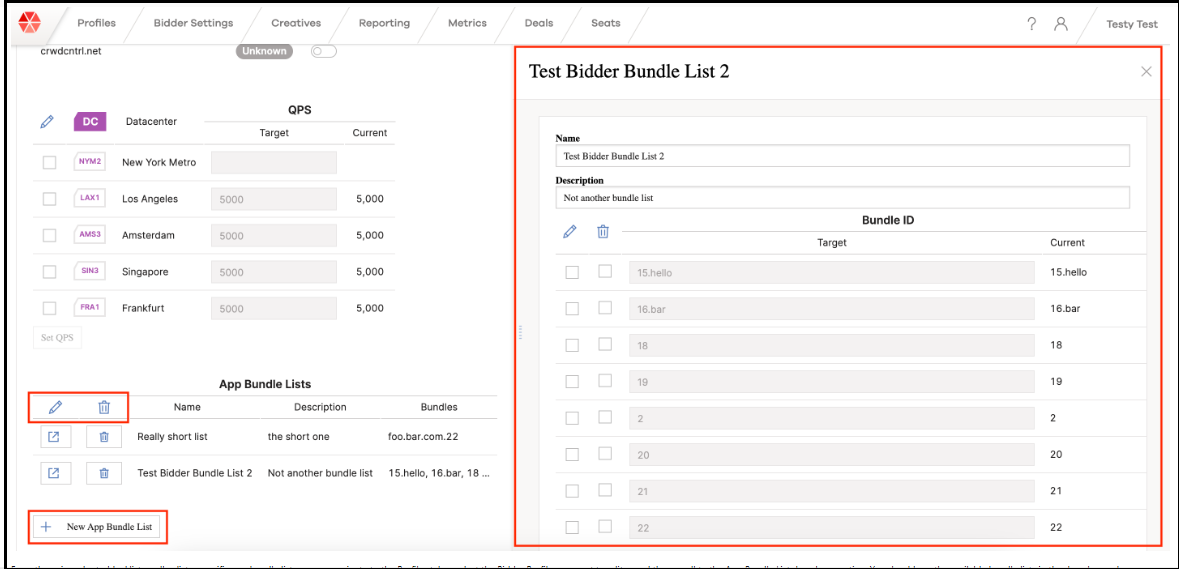 Profiles Bidder Settings Creatives Reporting Metrics Deals Seats ? Testy Test
crwdcntrl.net Unknown
QPS
DC Datacenter Target Current
NYM2 New York Metro
LAX1 Los Angeles 5000 5,000
AMS3 Amsterdam 5000 5,000
SIN3 Singapore 5000 5,000
FRA1 Frankfurt 5000 5,000
Set QPS
App Bundle Lists
Name Description Bundles
Really short list the short one foo.bar.com.22
Test Bidder Bundle List 2 Not another bundle list 15.hello, 16.bar, 18 ...
+ New App Bundle List
Test Bidder Bundle List 2
Name
Test Bidder Bundle List 2
Description
Not another bundle list
Bundle ID
Target Current
15.hello 15.hello
16.bar 16.bar
18 18
19 19
2 2
20 20
21 21
22 22